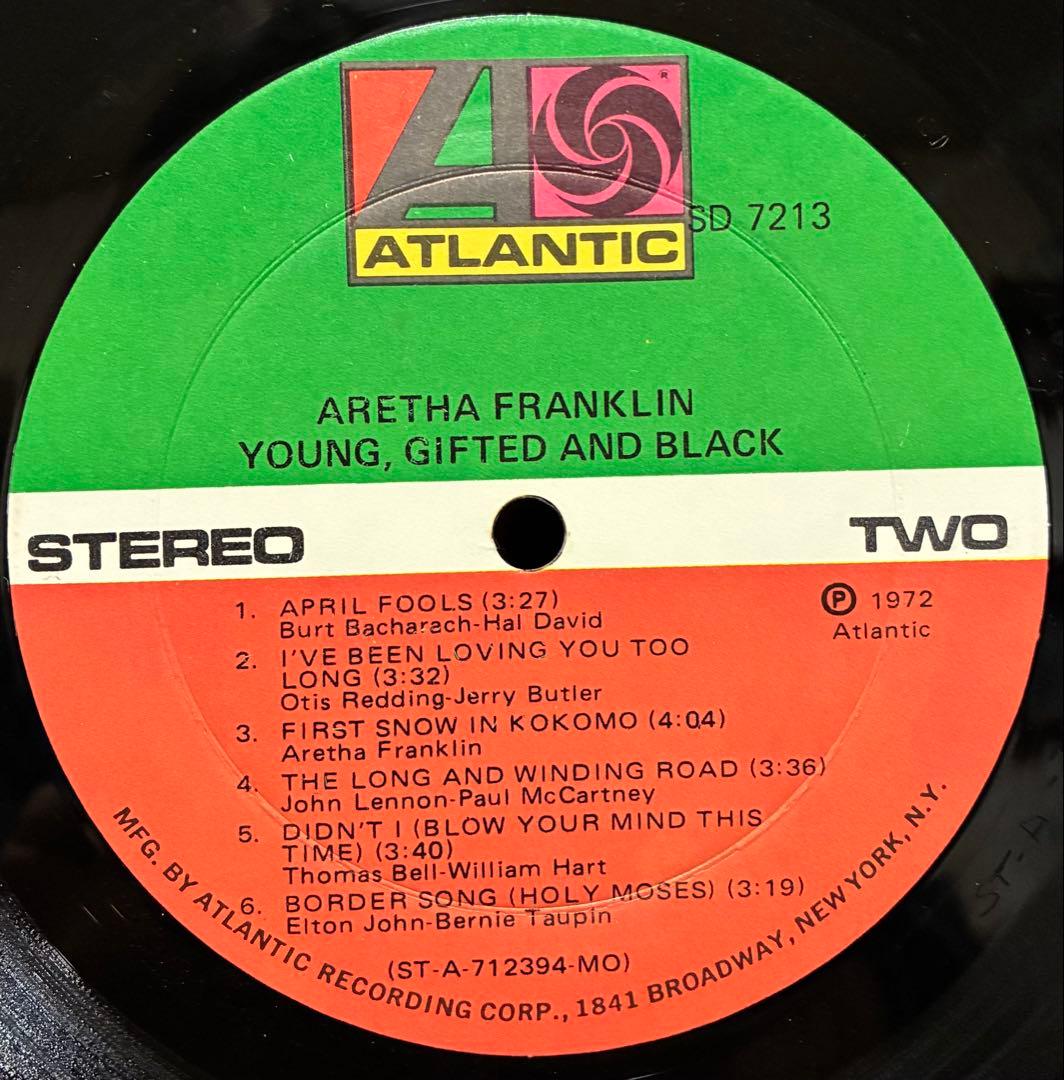 A
®
ATLANTIC
SD 7213
ARETHA FRANKLIN
YOUNG, GIFTED AND BLACK
STEREO
TWO
℗ 1972
Atlantic
1. APRIL FOOLS (3:27)
Burt Bacharach-Hal David
2. I'VE BEEN LOVING YOU TOO
LONG (3:32)
Otis Redding-Jerry Butler
3. FIRST SNOW IN KOKOMO (4:04)
Aretha Franklin
4. THE LONG AND WINDING ROAD (3:36)
John Lennon-Paul McCartney
5. DIDN'T I (BLOW YOUR MIND THIS
TIME) (3:40)
Thomas Bell-William Hart
6. BORDER SONG (HOLY MOSES) (3:19)
Elton John-Bernie Taupin
(ST-A-712394-MO)
MFG. BY ATLANTIC RECORDING CORP., 1841 BROADWAY, NEW YORK, N.Y.
ST-A